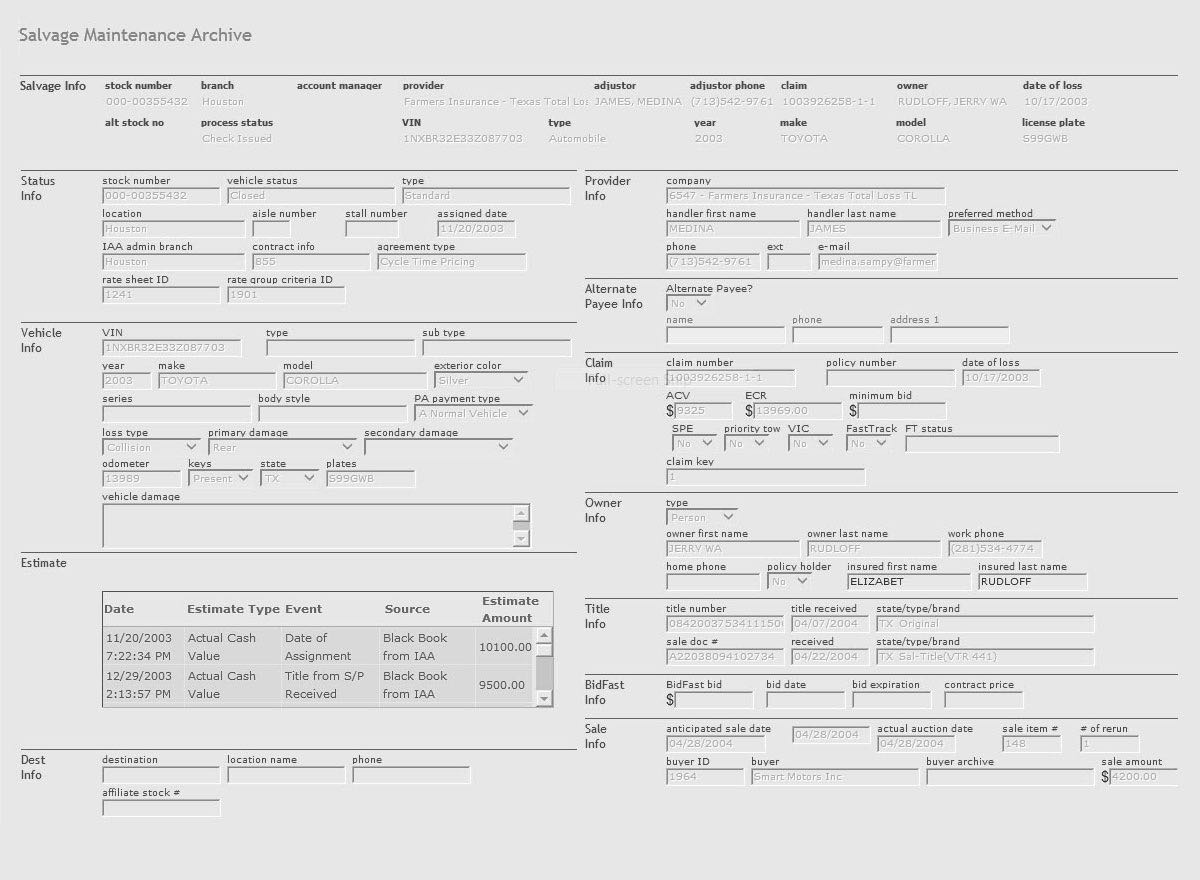 Salvage Maintenance Archive
Salvage Info stock number branch account manager provider adjustor adjustor phone claim owner date of loss
000-00355432 Houston Farmers Insurance - Texas Total Los JAMES, MEDINA (713)542-9761 1003926258-1-1 RUDLOFF, JERRY WA 10/17/2003
alt stock no process status VIN type year make model license plate
Check Issued 1NXBR32E33Z087703 Automobile 2003 TOYOTA COROLLA S99GWB
Status Info
stock number vehicle status type
000-00355432 Closed Standard
location aisle number stall number assigned date
Houston 11/20/2003
IAA admin branch contract info agreement type
Houston 855 Cycle Time Pricing
rate sheet ID rate group criteria ID
1241 1901
Vehicle Info
VIN type sub type
1NXBR32E33Z087703
year make model exterior color
2003 TOYOTA COROLLA Silver
series body style PA payment type
A Normal Vehicle
loss type primary damage secondary damage
Collision Rear
odometer keys state plates
13989 Present TX S99GWB
vehicle damage
Estimate
Date Estimate Type Event Source Estimate Amount
11/20/2003 7:22:34 PM Actual Cash Value Date of Assignment Black Book from IAA 10100.00
12/29/2003 2:13:57 PM Actual Cash Value Title from S/P Received Black Book from IAA 9500.00
Dest Info
destination location name phone
affiliate stock #
Provider Info
company
6547 - Farmers Insurance - Texas Total Loss TL
handler first name handler last name preferred method
MEDINA JAMES Business E-Mail
phone ext e-mail
(713)542-9761 medina.sampy@farmer
Alternate Payee Info
Alternate Payee?
No
name phone address 1
Claim Info
claim number policy number date of loss
1003926258-1-1 10/17/2003
ACV ECR minimum bid
$ 9325 $ 13969.00 $
SPE priority tow VIC FastTrack FT status
No No No No
claim key
1
Owner Info
type
Person
owner first name owner last name work phone
JERRY WA RUDLOFF (281)534-4774
home phone policy holder insured first name insured last name
No ELIZABET RUDLOFF
Title Info
title number title received state/type/brand
04/07/2004 TX Original
sale doc # received state/type/brand
A22038094102734 04/22/2004 TX Sal-Title(VTR 441)
BidFast Info
BidFast bid bid date bid expiration contract price
$
Sale Info
anticipated sale date actual auction date sale item # # of rerun
04/28/2004 04/28/2004 04/28/2004 148 1
buyer ID buyer buyer archive sale amount
1964 Smart Motors Inc $ 4200.00